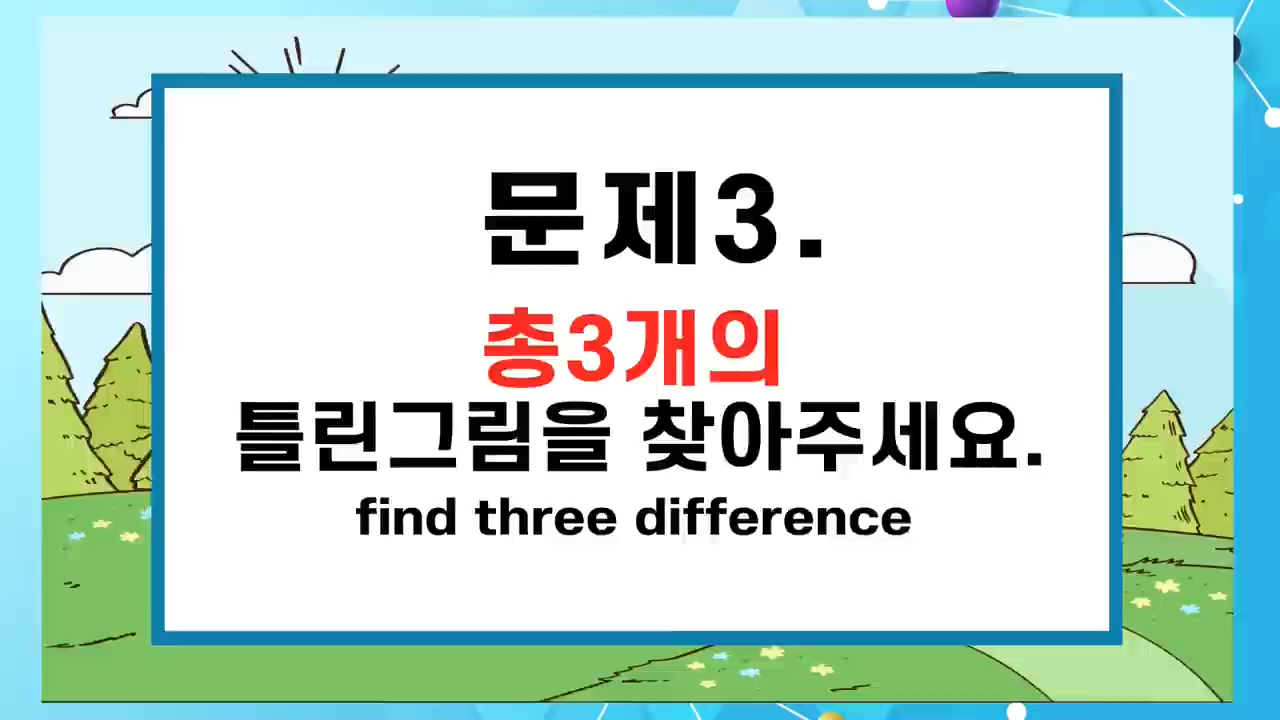 문제3.
총3개의
틀린그림을 찾아주세요.
find three difference